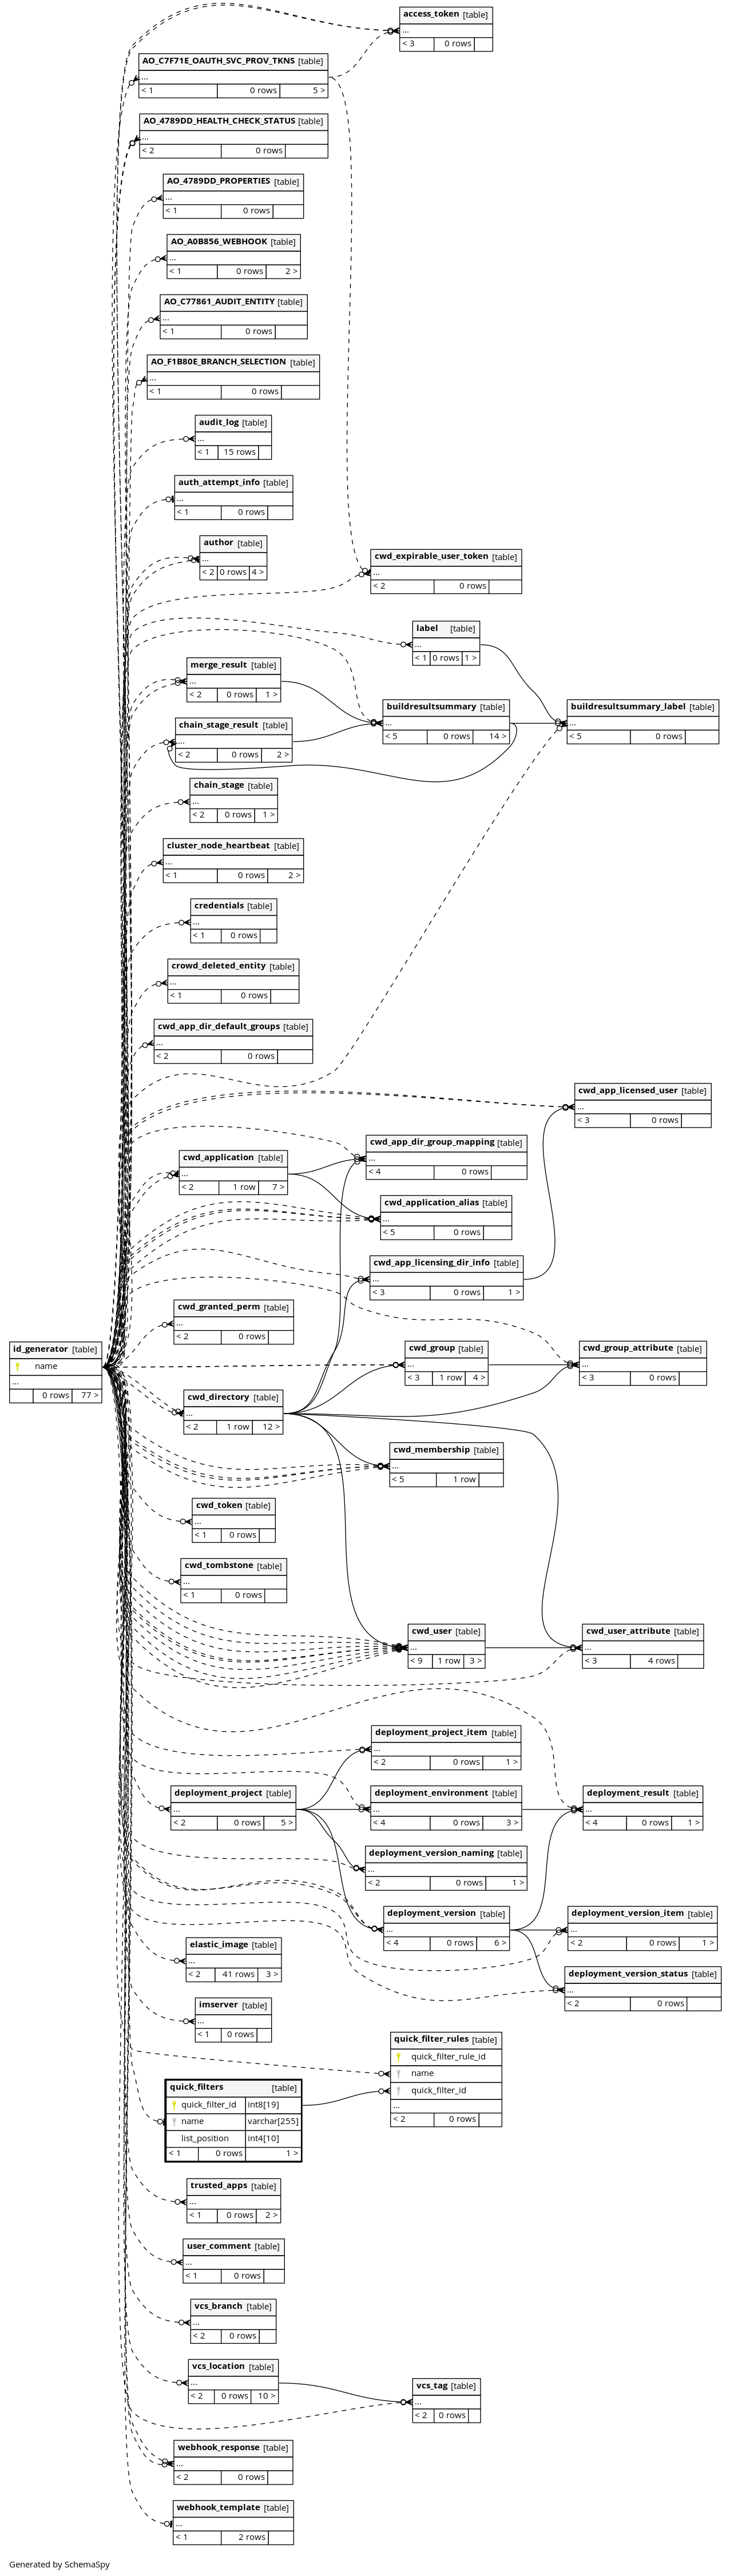 access_token [table]
...
< 3 0 rows
AO_C7F71E_OAUTH_SVC_PROV_TKNS [table]
...
< 1 0 rows 5 >
AO_4789DD_HEALTH_CHECK_STATUS [table]
...
< 2 0 rows
AO_4789DD_PROPERTIES [table]
...
< 1 0 rows
AO_A0B856_WEBHOOK [table]
...
< 1 0 rows 2 >
AO_C77861_AUDIT_ENTITY [table]
...
< 1 0 rows
AO_F1B80E_BRANCH_SELECTION [table]
...
< 1 0 rows
audit_log [table]
...
< 1 15 rows
auth_attempt_info [table]
...
< 1 0 rows
author [table]
...
< 2 0 rows 4 >
cwd_expirable_user_token [table]
...
< 2 0 rows
label [table]
...
< 1 0 rows 1 >
merge_result [table]
...
< 2 0 rows 1 >
buildresultsummary [table]
...
< 5 0 rows 14 >
buildresultsummary_label [table]
...
< 5 0 rows
chain_stage_result [table]
...
< 2 0 rows 2 >
chain_stage [table]
...
< 2 0 rows 1 >
cluster_node_heartbeat [table]
...
< 1 0 rows 2 >
credentials [table]
...
< 1 0 rows
crowd_deleted_entity [table]
...
< 1 0 rows
cwd_app_dir_default_groups [table]
...
< 2 0 rows
cwd_app_licensed_user [table]
...
< 3 0 rows
cwd_app_dir_group_mapping [table]
...
< 4 0 rows
cwd_application [table]
...
< 2 1 row 7 >
cwd_application_alias [table]
...
< 5 0 rows
cwd_app_licensing_dir_info [table]
...
< 3 0 rows 1 >
cwd_granted_perm [table]
...
< 2 0 rows
id_generator [table]
name
...
0 rows 77 >
cwd_group [table]
...
< 3 1 row 4 >
cwd_group_attribute [table]
...
< 3 0 rows
cwd_directory [table]
...
< 2 1 row 12 >
cwd_membership [table]
...
< 5 1 row
cwd_token [table]
...
< 1 0 rows
cwd_tombstone [table]
...
< 1 0 rows
cwd_user [table]
...
< 9 1 row 3 >
cwd_user_attribute [table]
...
< 3 4 rows
deployment_project_item [table]
...
< 2 0 rows 1 >
deployment_project [table]
...
< 2 0 rows 5 >
deployment_environment [table]
...
< 4 0 rows 3 >
deployment_result [table]
...
< 4 0 rows 1 >
deployment_version_naming [table]
...
< 2 0 rows 1 >
deployment_version [table]
...
< 4 0 rows 6 >
deployment_version_item [table]
...
< 2 0 rows 1 >
elastic_image [table]
...
< 2 41 rows 3 >
deployment_version_status [table]
...
< 2 0 rows
imserver [table]
...
< 1 0 rows
quick_filter_rules [table]
quick_filter_rule_id
name
quick_filter_id
...
< 2 0 rows
quick_filters [table]
quick_filter_id int8[19]
name varchar[255]
list_position int4[10]
< 1 0 rows 1 >
trusted_apps [table]
...
< 1 0 rows 2 >
user_comment [table]
...
< 1 0 rows
vcs_branch [table]
...
< 2 0 rows
vcs_location [table]
...
< 2 0 rows 10 >
vcs_tag [table]
...
< 2 0 rows
webhook_response [table]
...
< 2 0 rows
webhook_template [table]
...
< 1 2 rows
Generated by SchemaSpy